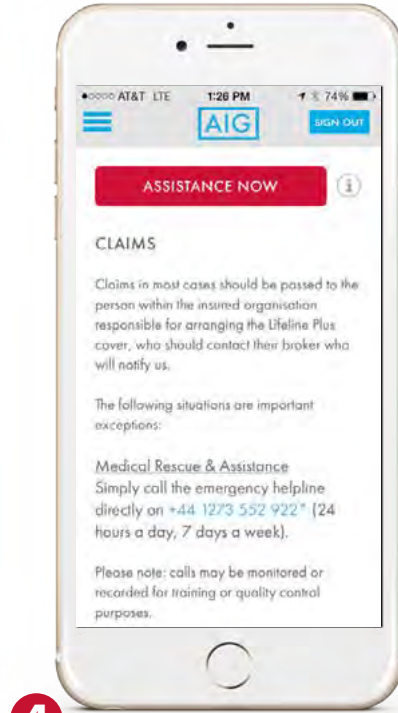 AT&T LTE 1:26 PM 74%
AIG
SIGN OUT
ASSISTANCE NOW
i
CLAIMS
Claims in most cases should be passed to the
person within the insured organisation
responsible for arranging the Lifeline Plus
cover, who should contact their broker who
will notify us.
The following situations are important
exceptions:
Medical Rescue & Assistance
Simply call the emergency helpline
directly on +44 1273 552 922* (24
hours a day, 7 days a week).
Please note: calls may be monitored or
recorded for training or quality control
purposes.
4